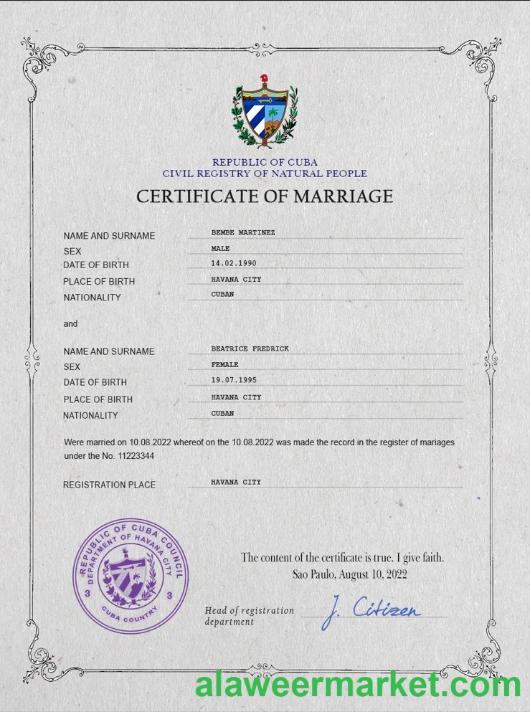 REPUBLIC OF CUBA
CIVIL REGISTRY OF NATURAL PEOPLE
CERTIFICATE OF MARRIAGE
NAME AND SURNAME BEMBE MARTINEZ
SEX MALE
DATE OF BIRTH 14.02.1990
PLACE OF BIRTH HAVANA CITY
NATIONALITY CUBAN
and
NAME AND SURNAME BEATRICE FREDRICK
SEX FEMALE
DATE OF BIRTH 19.07.1995
PLACE OF BIRTH HAVANA CITY
NATIONALITY CUBAN
Were married on 10.08.2022 whereof on the 10.08.2022 was made the record in the register of mariages
under the No. 11223344
REGISTRATION PLACE HAVANA CITY
REPUBLIC OF CUBA COUNCIL
DEPARTMENT OF HAVANA CITY
3 3
CUBA COUNTRY
The content of the certificate is true. I give faith.
Sao Paulo, August 10, 2022
Head of registration
department
J. Citizen
alaweermarket.com